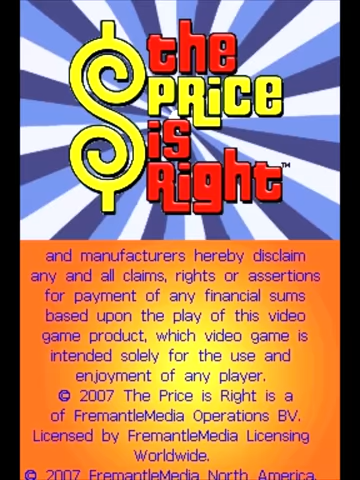 the
PRICE
is
Right™
and manufacturers hereby disclaim
any and all claims, rights or assertions
for payment of any financial sums
based upon the play of this video
game product, which video game is
intended solely for the use and
enjoyment of any player.
© 2007 The Price is Right is a
of FremantleMedia Operations BV.
Licensed by FremantleMedia Licensing
Worldwide.
© 2007 FremantleMedia North America,